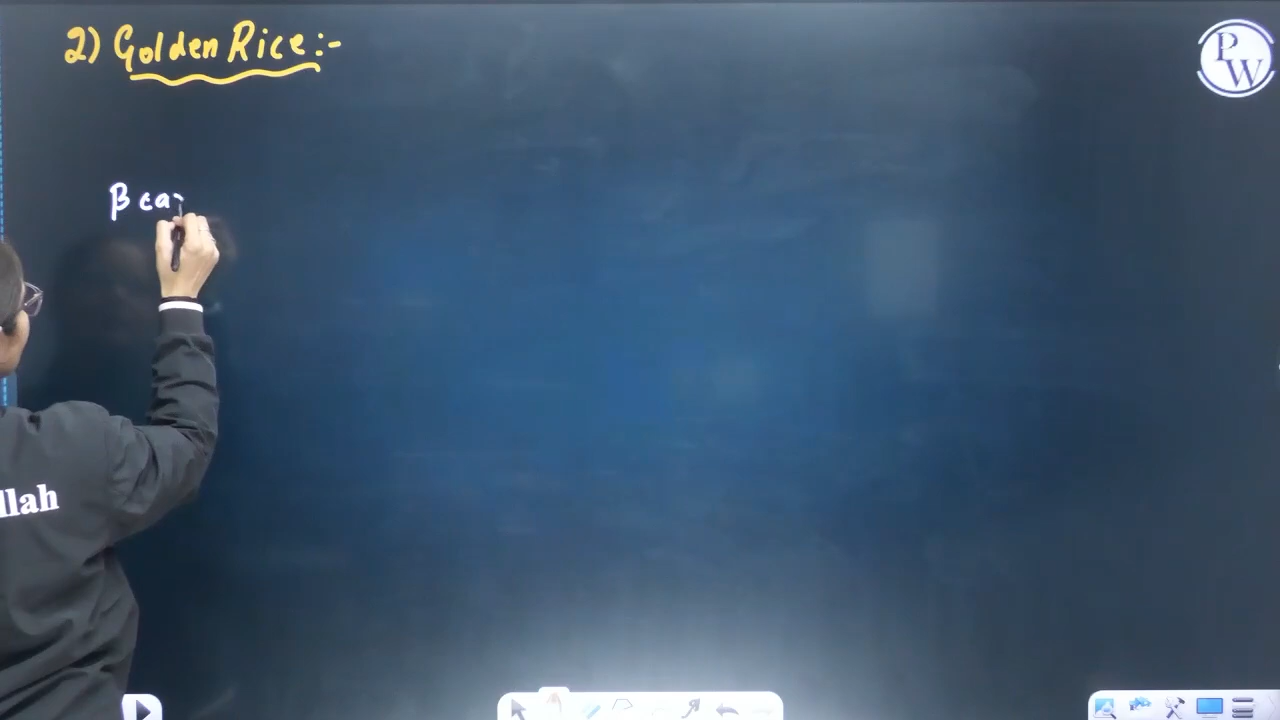 2) Golden Rice:-
PW
β ca
llah